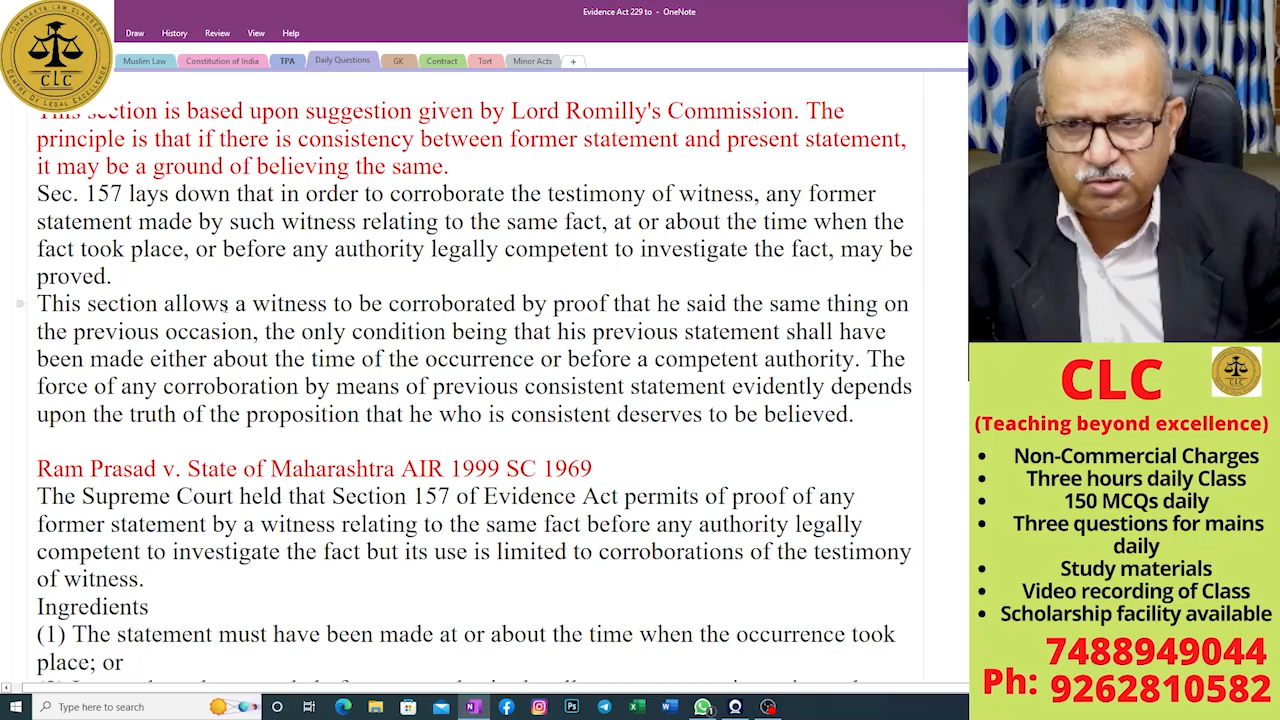 Evidence Act 229 to - OneNote
Draw History Review View Help
Muslim Law Constitution of India TPA Daily Questions GK Contract Tort Minor Acts +
"CHANAKYA LAW CLASSES"
CLC
CENTRE OF LEGAL EXCELLENCE
This section is based upon suggestion given by Lord Romilly's Commission. The
principle is that if there is consistency between former statement and present statement,
it may be a ground of believing the same.
Sec. 157 lays down that in order to corroborate the testimony of witness, any former
statement made by such witness relating to the same fact, at or about the time when the
fact took place, or before any authority legally competent to investigate the fact, may be
proved.
This section allows a witness to be corroborated by proof that he said the same thing on
the previous occasion, the only condition being that his previous statement shall have
been made either about the time of the occurrence or before a competent authority. The
force of any corroboration by means of previous consistent statement evidently depends
upon the truth of the proposition that he who is consistent deserves to be believed.
Ram Prasad v. State of Maharashtra AIR 1999 SC 1969
The Supreme Court held that Section 157 of Evidence Act permits of proof of any
former statement by a witness relating to the same fact before any authority legally
competent to investigate the fact but its use is limited to corroborations of the testimony
of witness.
Ingredients
(1) The statement must have been made at or about the time when the occurrence took
place; or
Type here to search
CLC
(Teaching beyond excellence)
• Non-Commercial Charges
• Three hours daily Class
• 150 MCQs daily
• Three questions for mains
daily
• Study materials
• Video recording of Class
• Scholarship facility available
Ph: 7488949044
9262810582